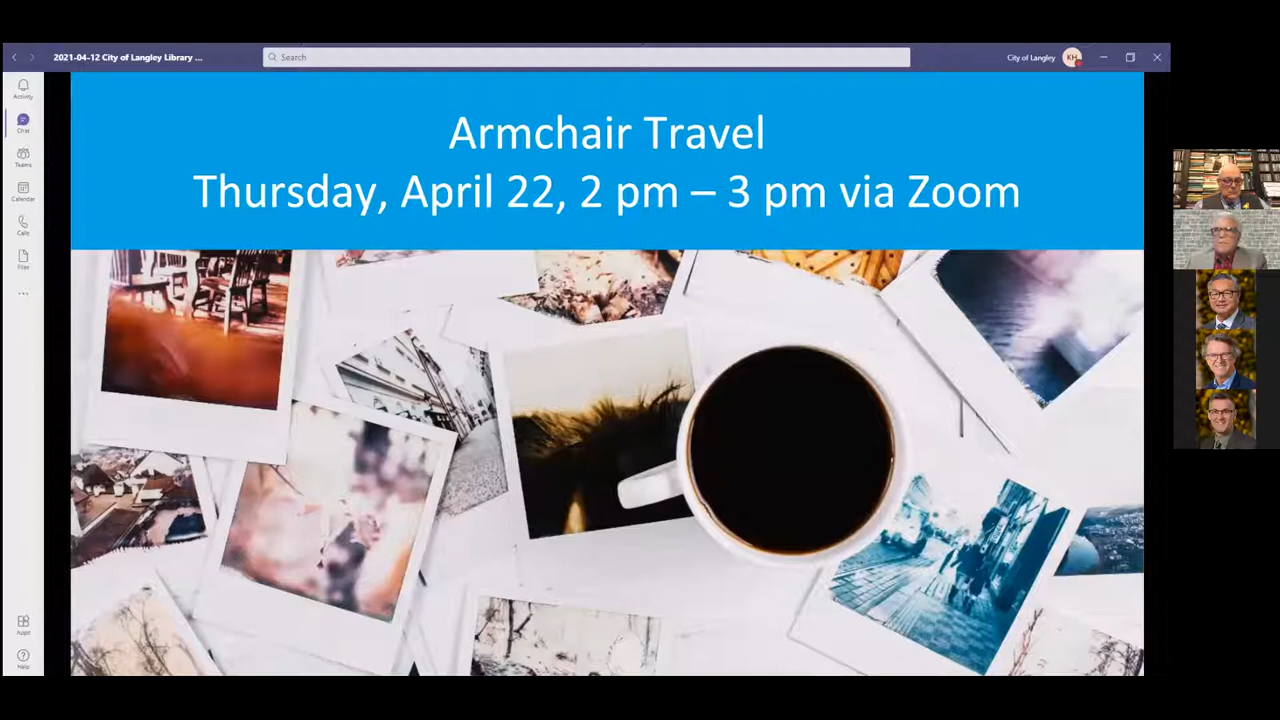 2021-04-12 City of Langley Library ...
Search
City of Langley
KH
Activity
Chat
Teams
Calendar
Calls
Files
...
Apps
Help
Armchair Travel
Thursday, April 22, 2 pm – 3 pm via Zoom